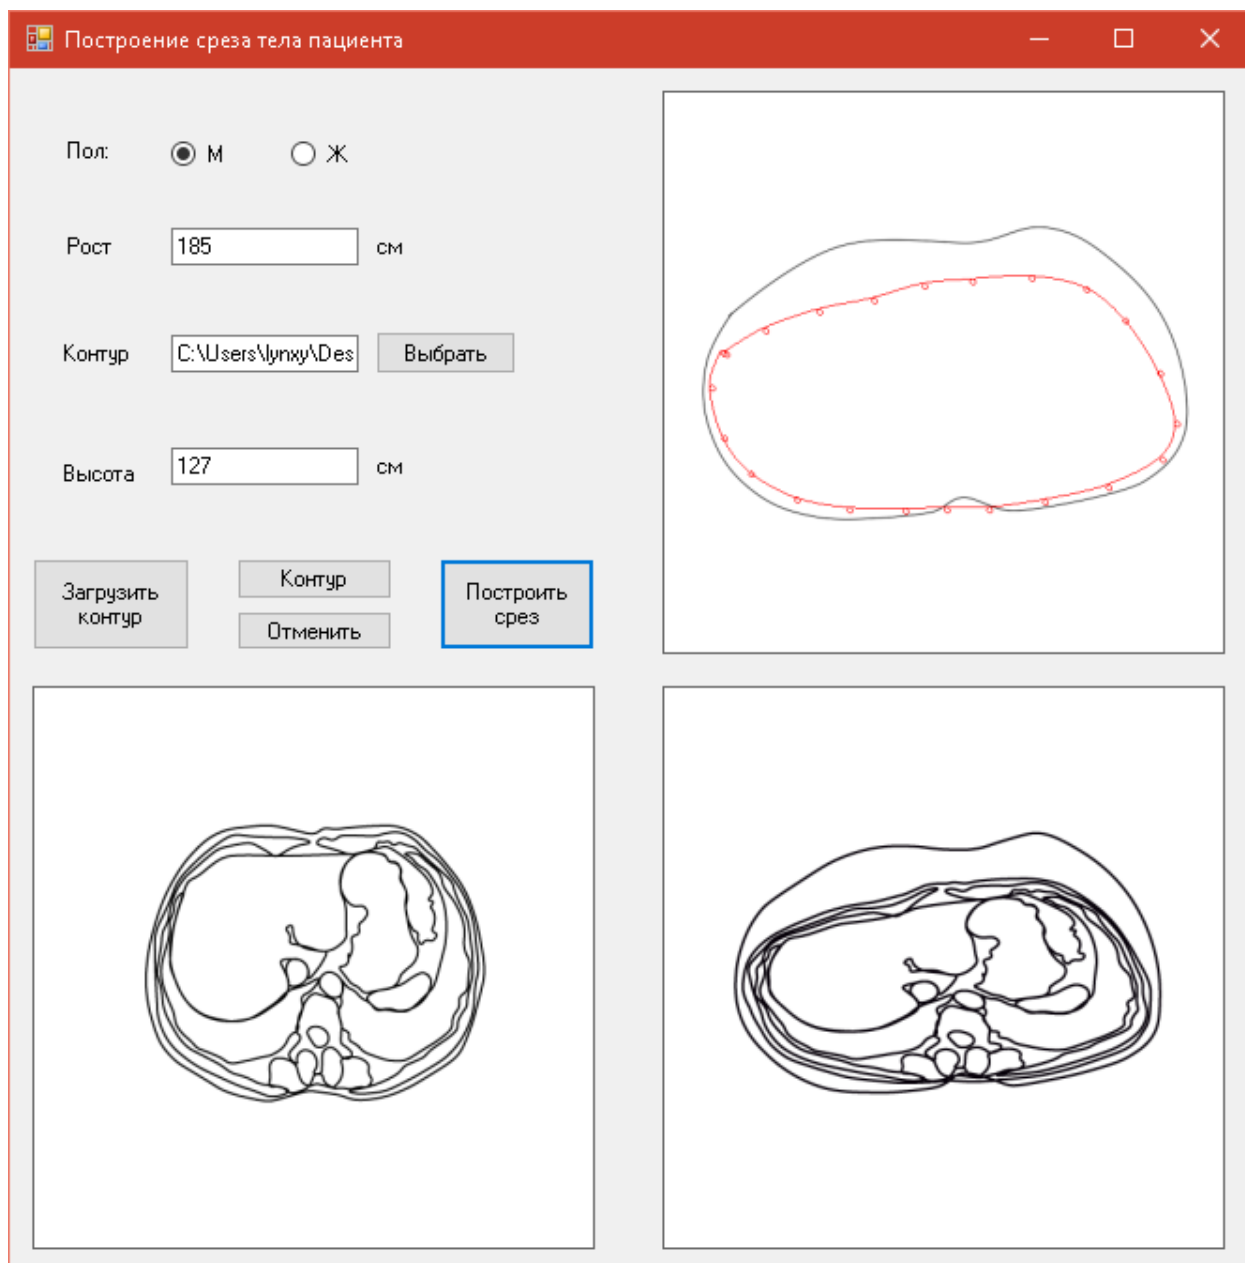 Построение среза тела пациента
Пол: М Ж
Рост 185 см
Контур C:\Users\lynxy\Des Выбрать
Высота 127 см
Загрузить
контур
Контур
Отменить
Построить
срез